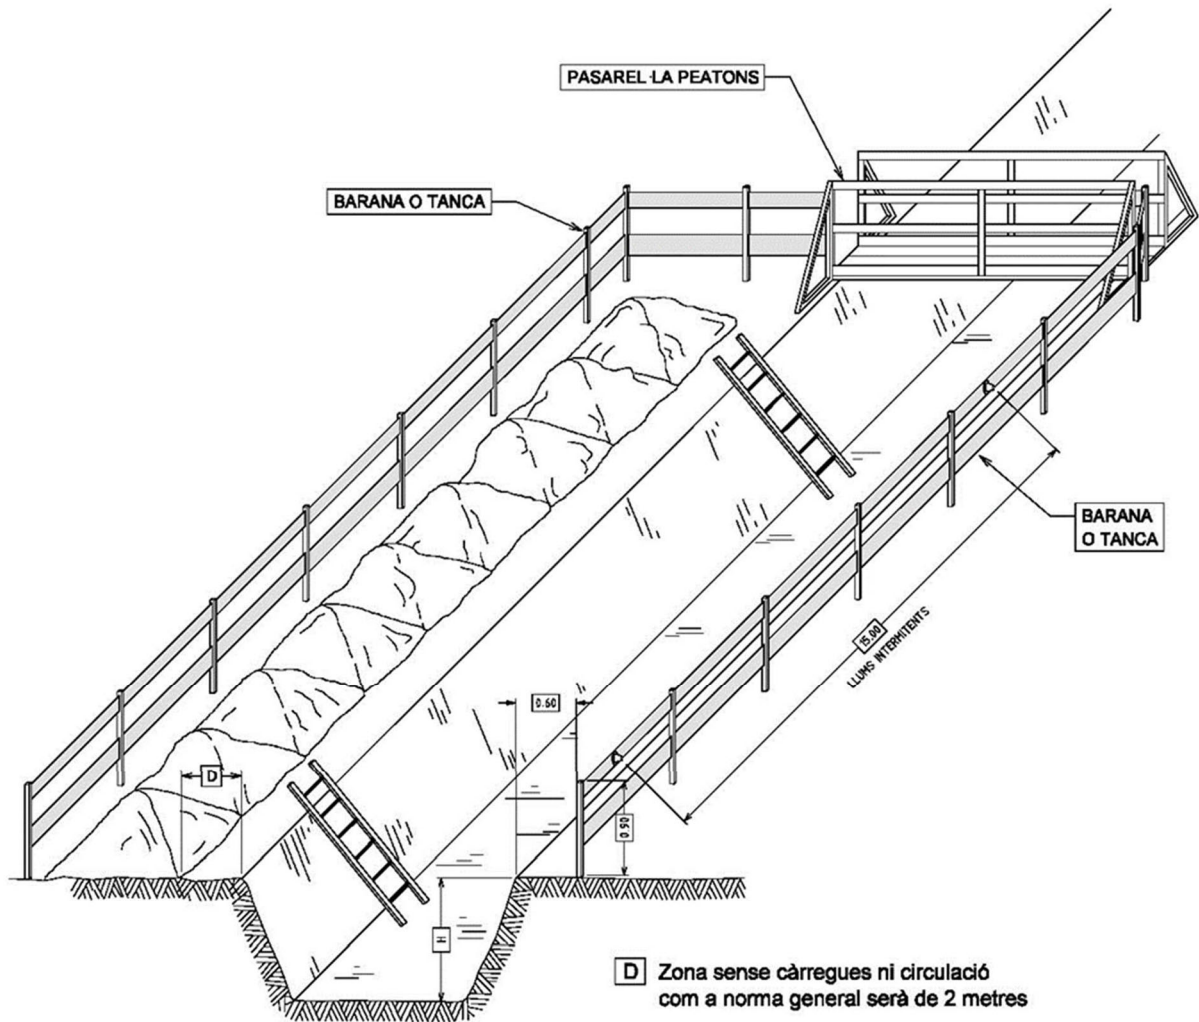 PASAREL·LA PEATONS
BARANA O TANCA
BARANA
O TANCA
15.00
LLUMS INTERMITENTS
0.60
D
0.90
H
D Zona sense càrregues ni circulació
com a norma general serà de 2 metres